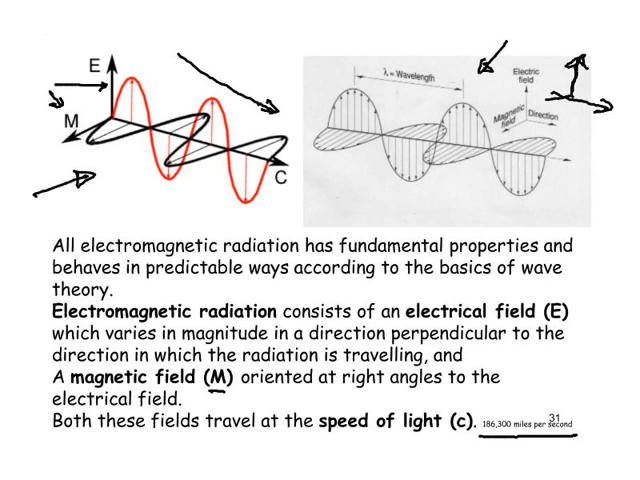 E
M
C
λ = Wavelength
Electric
field
Magnetic
field
Direction
All electromagnetic radiation has fundamental properties and
behaves in predictable ways according to the basics of wave
theory.
Electromagnetic radiation consists of an electrical field (E)
which varies in magnitude in a direction perpendicular to the
direction in which the radiation is travelling, and
A magnetic field (M) oriented at right angles to the
electrical field.
Both these fields travel at the speed of light (c). 186,300 miles per second
31